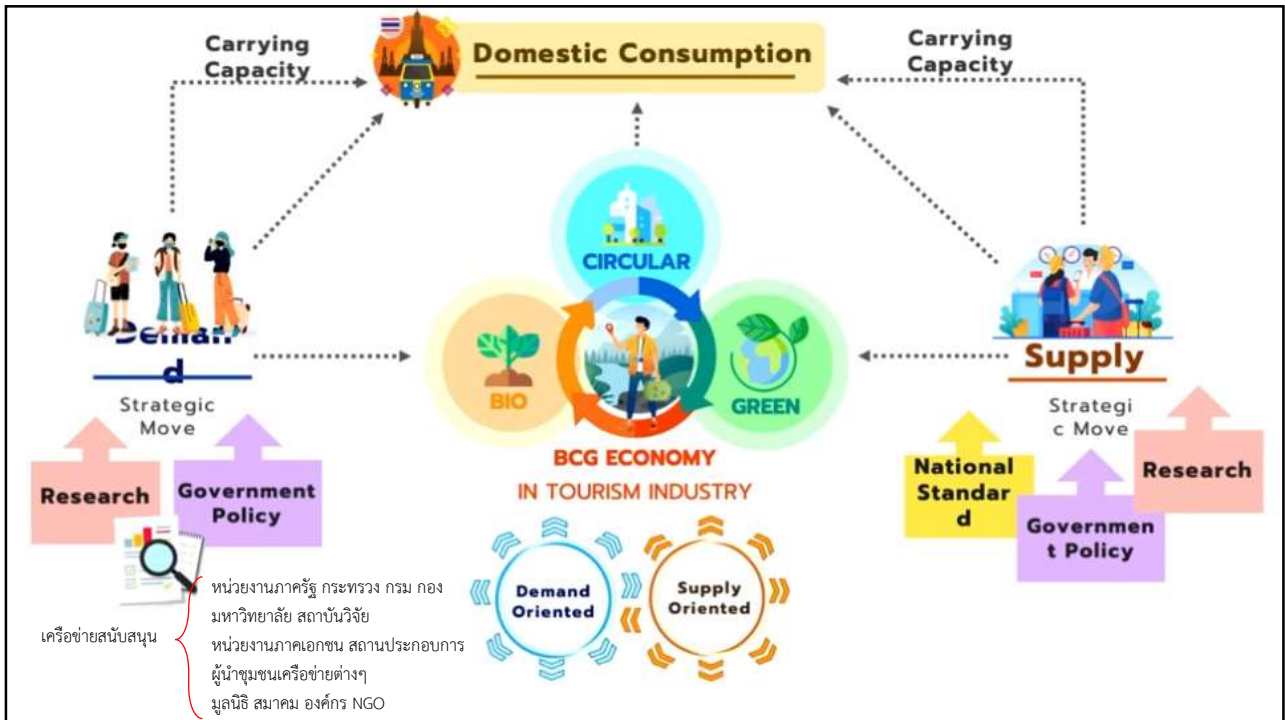 Carrying
Capacity
Domestic Consumption
Carrying
Capacity
CIRCULAR
BIO
GREEN
BCG ECONOMY
IN TOURISM INDUSTRY
Deman
d
Strategic
Move
Research
Government
Policy
Supply
Strategi
c Move
National
Standar
d
Governmen
t Policy
Research
Demand
Oriented
Supply
Oriented
เครือข่ายสนับสนุน
หน่วยงานภาครัฐ กระทรวง กรม กอง
มหาวิทยาลัย สถาบันวิจัย
หน่วยงานภาคเอกชน สถานประกอบการ
ผู้นำชุมชนเครือข่ายต่างๆ
มูลนิธิ สมาคม องค์กร NGO